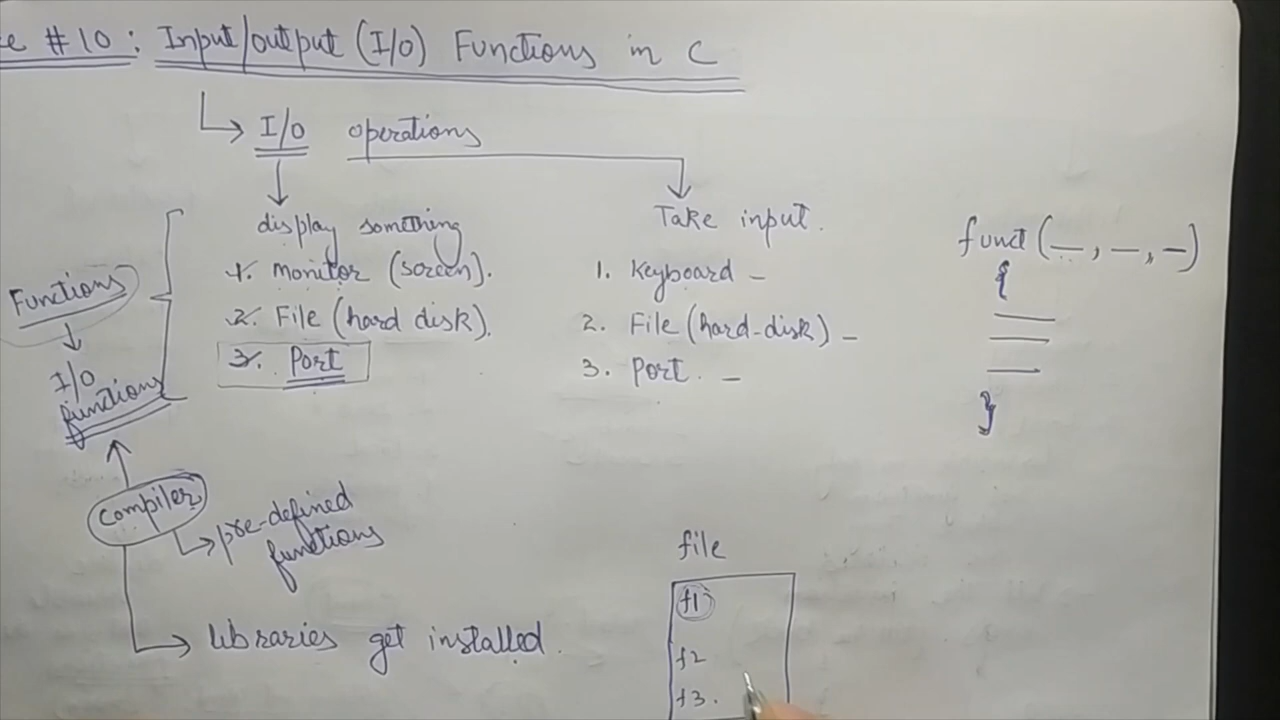 e #10: Input/output (I/O) Functions in C
I/O operations
display something
1. Monitor (screen).
2. File (hard disk).
3. Port
Take input.
1. Keyboard -
2. File (hard-disk) -
3. Port. -
funct (—, —, —)
{
}
Functions
I/O
functions
Compiler
pre-defined
functions
libraries get installed.
file
f1
f2
f3.